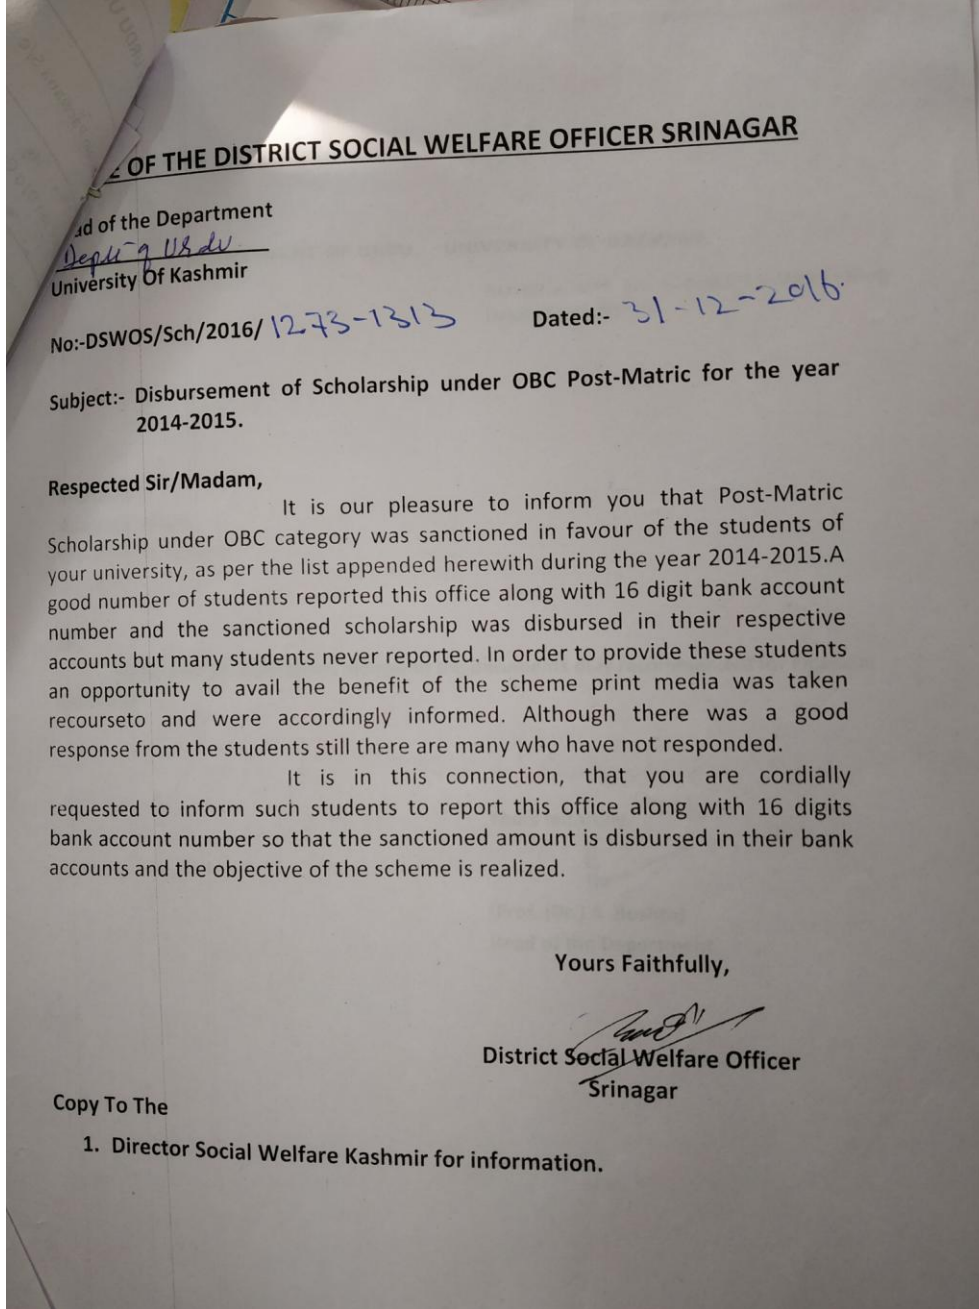 OF THE DISTRICT SOCIAL WELFARE OFFICER SRINAGAR
of the Department
Deptt of Urdu
University Of Kashmir
No:-DSWOS/Sch/2016/ 1273-1313 Dated:- 31-12-2016.
Subject:- Disbursement of Scholarship under OBC Post-Matric for the year
2014-2015.
Respected Sir/Madam,
It is our pleasure to inform you that Post-Matric
Scholarship under OBC category was sanctioned in favour of the students of
your university, as per the list appended herewith during the year 2014-2015.A
good number of students reported this office along with 16 digit bank account
number and the sanctioned scholarship was disbursed in their respective
accounts but many students never reported. In order to provide these students
an opportunity to avail the benefit of the scheme print media was taken
recourseto and were accordingly informed. Although there was a good
response from the students still there are many who have not responded.
It is in this connection, that you are cordially
requested to inform such students to report this office along with 16 digits
bank account number so that the sanctioned amount is disbursed in their bank
accounts and the objective of the scheme is realized.
Yours Faithfully,
District Social Welfare Officer
Srinagar
Copy To The
1. Director Social Welfare Kashmir for information.